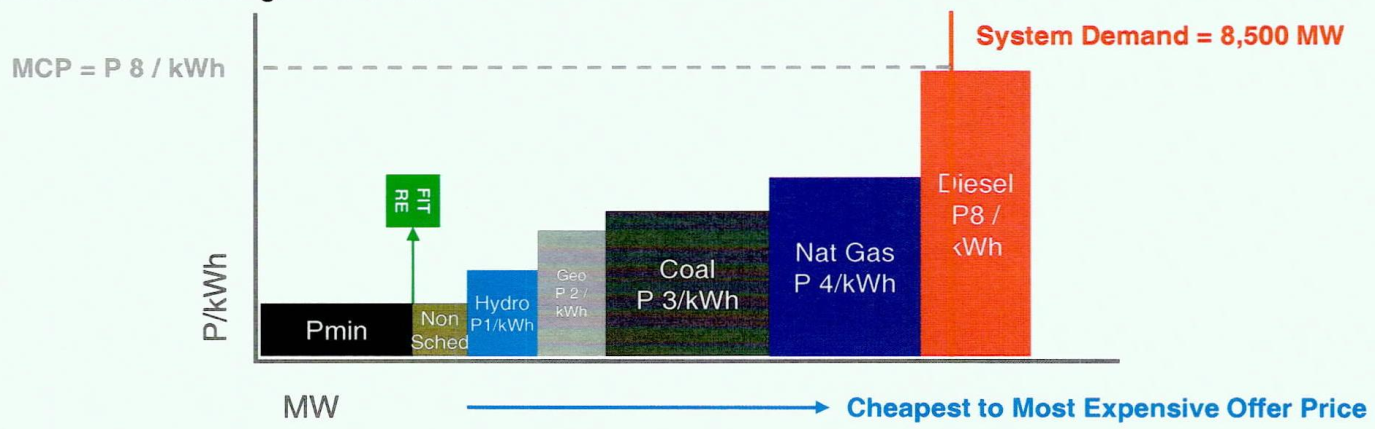 System Demand = 8,500 MW
MCP = P 8 / kWh
FIT
RE
P/kWh
Pmin
Non
Sched
Hydro
P1/kWh
Geo
P 2 /
kWh
Coal
P 3/kWh
Nat Gas
P 4/kWh
Diesel
P8 /
kWh
MW
Cheapest to Most Expensive Offer Price